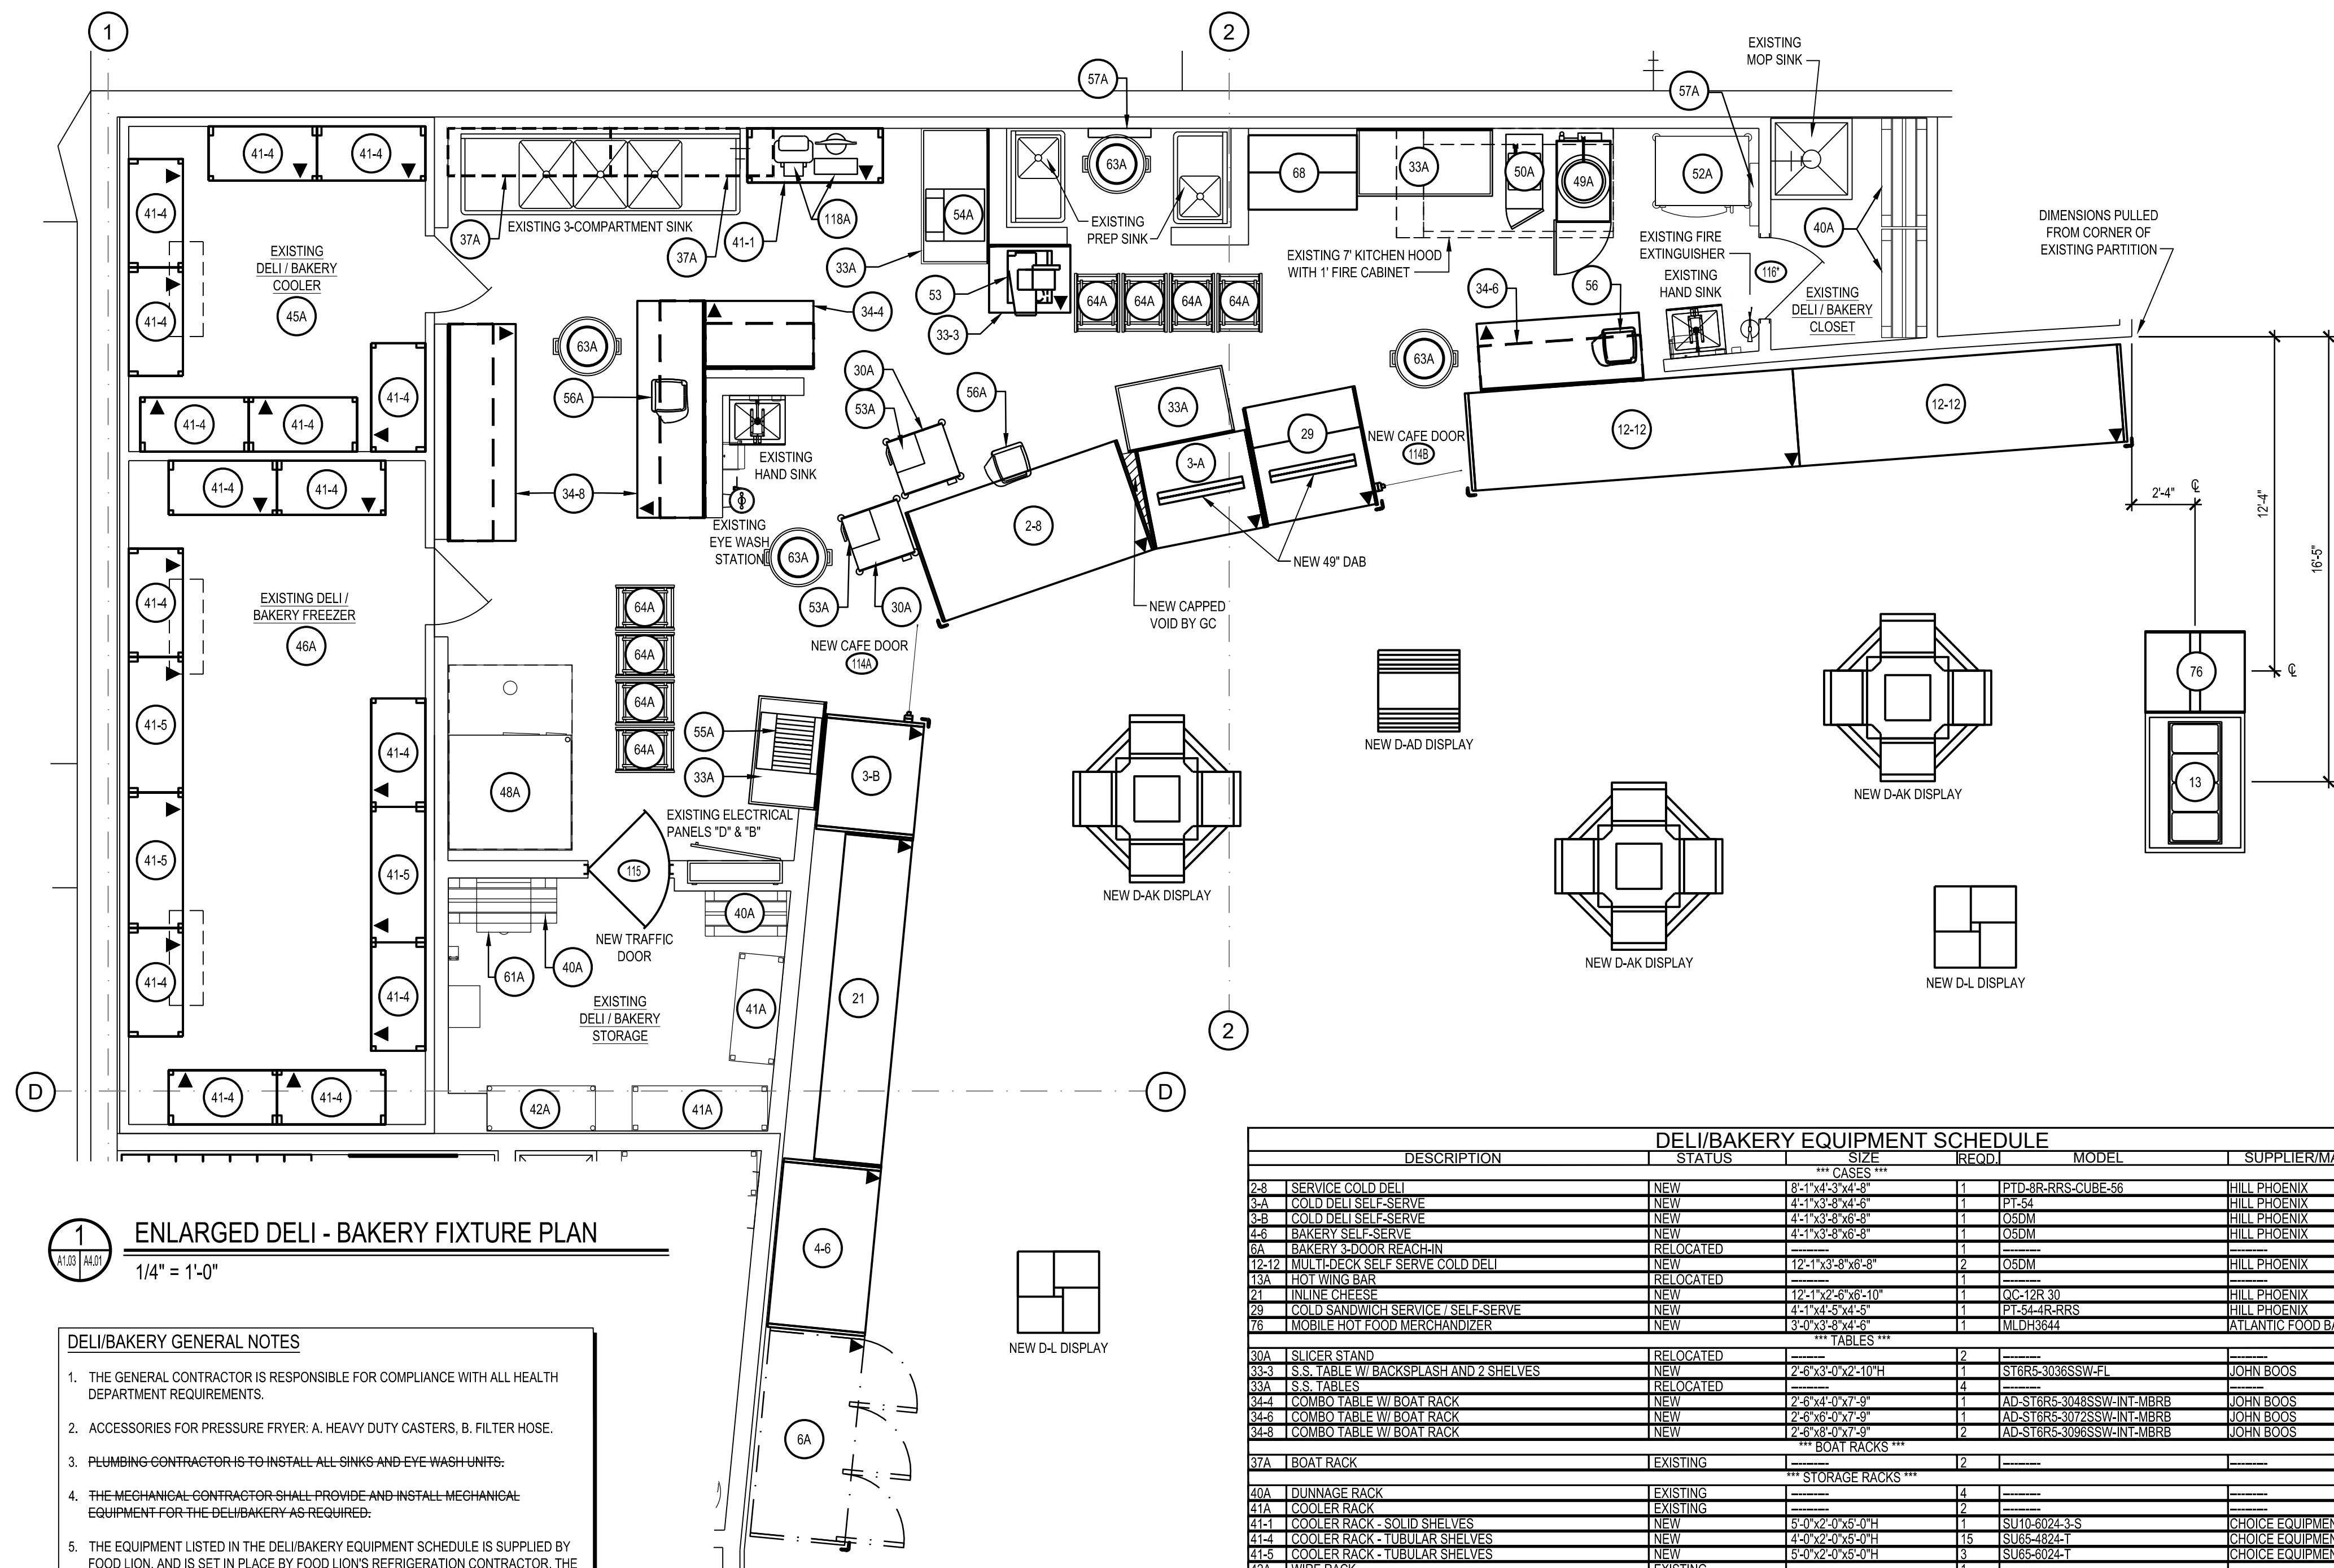 1
2
EXISTING
MOP SINK
57A
57A
41-4
41-4
41-4
41-4
EXISTING
DELI / BAKERY
COOLER
45A
41-4
41-4
41-4
37A
EXISTING 3-COMPARTMENT SINK
37A
41-1
118A
33A
54A
63A
EXISTING
PREP SINK
53
33-3
68
33A
50A
49A
52A
EXISTING 7' KITCHEN HOOD
WITH 1' FIRE CABINET
EXISTING FIRE
EXTINGUISHER
116"
EXISTING
HAND SINK
40A
EXISTING
DELI / BAKERY
CLOSET
DIMENSIONS PULLED
FROM CORNER OF
EXISTING PARTITION
64A
64A
64A
64A
34-6
56
63A
34-4
63A
56A
34-8
EXISTING
HAND SINK
EXISTING
EYE WASH
STATION
63A
30A
53A
56A
53A
30A
2-8
33A
3-A
29
NEW CAFE DOOR
114B
12-12
12-12
NEW 49" DAB
NEW CAPPED
VOID BY GC
2'-4"
12'-4"
16'-5"
41-4
41-4
41-4
EXISTING DELI /
BAKERY FREEZER
46A
41-5
41-5
41-4
41-4
41-5
41-4
41-4
41-4
64A
64A
64A
64A
NEW CAFE DOOR
114A
55A
33A
3-B
48A
EXISTING ELECTRICAL
PANELS "D" & "B"
115
NEW TRAFFIC
DOOR
40A
61A
40A
EXISTING
DELI / BAKERY
STORAGE
41A
42A
41A
21
4-6
6A
NEW D-AD DISPLAY
NEW D-AK DISPLAY
NEW D-AK DISPLAY
NEW D-AK DISPLAY
NEW D-L DISPLAY
NEW D-L DISPLAY
76
13
2
D
D
1
A1.03 A4.01
ENLARGED DELI - BAKERY FIXTURE PLAN
1/4" = 1'-0"
DELI/BAKERY GENERAL NOTES
1. THE GENERAL CONTRACTOR IS RESPONSIBLE FOR COMPLIANCE WITH ALL HEALTH
DEPARTMENT REQUIREMENTS.
2. ACCESSORIES FOR PRESSURE FRYER: A. HEAVY DUTY CASTERS, B. FILTER HOSE.
3. PLUMBING CONTRACTOR IS TO INSTALL ALL SINKS AND EYE WASH UNITS.
4. THE MECHANICAL CONTRACTOR SHALL PROVIDE AND INSTALL MECHANICAL
EQUIPMENT FOR THE DELI/BAKERY AS REQUIRED.
5. THE EQUIPMENT LISTED IN THE DELI/BAKERY EQUIPMENT SCHEDULE IS SUPPLIED BY
FOOD LION, AND IS SET IN PLACE BY FOOD LION'S REFRIGERATION CONTRACTOR. THE
DELI/BAKERY EQUIPMENT SCHEDULE
DESCRIPTION STATUS SIZE REQD. MODEL SUPPLIER/MA
*** CASES ***
2-8 SERVICE COLD DELI NEW 8'-1"x4'-3"x4'-8" 1 PTD-8R-RRS-CUBE-56 HILL PHOENIX
3-A COLD DELI SELF-SERVE NEW 4'-1"x3'-8"x4'-6" 1 PT-54 HILL PHOENIX
3-B COLD DELI SELF-SERVE NEW 4'-1"x3'-8"x6'-8" 1 O5DM HILL PHOENIX
4-6 BAKERY SELF-SERVE NEW 4'-1"x3'-8"x6'-8" 1 O5DM HILL PHOENIX
6A BAKERY 3-DOOR REACH-IN RELOCATED ---------- 1 ---------- ----------
12-12 MULTI-DECK SELF SERVE COLD DELI NEW 12'-1"x3'-8"x6'-8" 2 O5DM HILL PHOENIX
13A HOT WING BAR RELOCATED ---------- 1 ---------- ----------
21 INLINE CHEESE NEW 12'-1"x2'-6"x6'-10" 1 QC-12R 30 HILL PHOENIX
29 COLD SANDWICH SERVICE / SELF-SERVE NEW 4'-1"x4'-5"x4'-5" 1 PT-54-4R-RRS HILL PHOENIX
76 MOBILE HOT FOOD MERCHANDIZER NEW 3'-0"x3'-8"x4'-6" 1 MLDH3644 ATLANTIC FOOD BA
*** TABLES ***
30A SLICER STAND RELOCATED --------- 2 ---------- ----------
33-3 S.S. TABLE W/ BACKSPLASH AND 2 SHELVES NEW 2'-6"x3'-0"x2'-10"H 1 ST6R5-3036SSW-FL JOHN BOOS
33A S.S. TABLES RELOCATED ---------- 4 ---------- ---------
34-4 COMBO TABLE W/ BOAT RACK NEW 2'-6"x4'-0"x7'-9" 1 AD-ST6R5-3048SSW-INT-MBRB JOHN BOOS
34-6 COMBO TABLE W/ BOAT RACK NEW 2'-6"x6'-0"x7'-9" 1 AD-ST6R5-3072SSW-INT-MBRB JOHN BOOS
34-8 COMBO TABLE W/ BOAT RACK NEW 2'-6"x8'-0"x7'-9" 2 AD-ST6R5-3096SSW-INT-MBRB JOHN BOOS
*** BOAT RACKS ***
37A BOAT RACK EXISTING ---------- 2 ---------- ----------
*** STORAGE RACKS ***
40A DUNNAGE RACK EXISTING ---------- 4 ---------- ----------
41A COOLER RACK EXISTING ---------- 2 ---------- ----------
41-1 COOLER RACK - SOLID SHELVES NEW 5'-0"x2'-0"x5'-0"H 1 SU10-6024-3-S CHOICE EQUIPMEN
41-4 COOLER RACK - TUBULAR SHELVES NEW 4'-0"x2'-0"x5'-0"H 15 SU65-4824-T CHOICE EQUIPMEN
41-5 COOLER RACK - TUBULAR SHELVES NEW 5'-0"x2'-0"x5'-0"H 3 SU65-6024-T CHOICE EQUIPMEN
42A WIRE RACK EXISTING